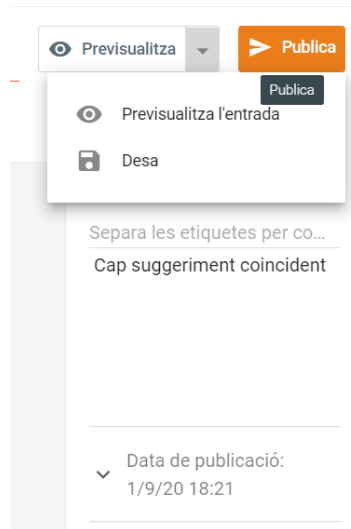 Previsualitza
Publica
Publica
Previsualitza l'entrada
Desa
Separa les etiquetes per co...
Cap suggeriment coincident
Data de publicació:
1/9/20 18:21